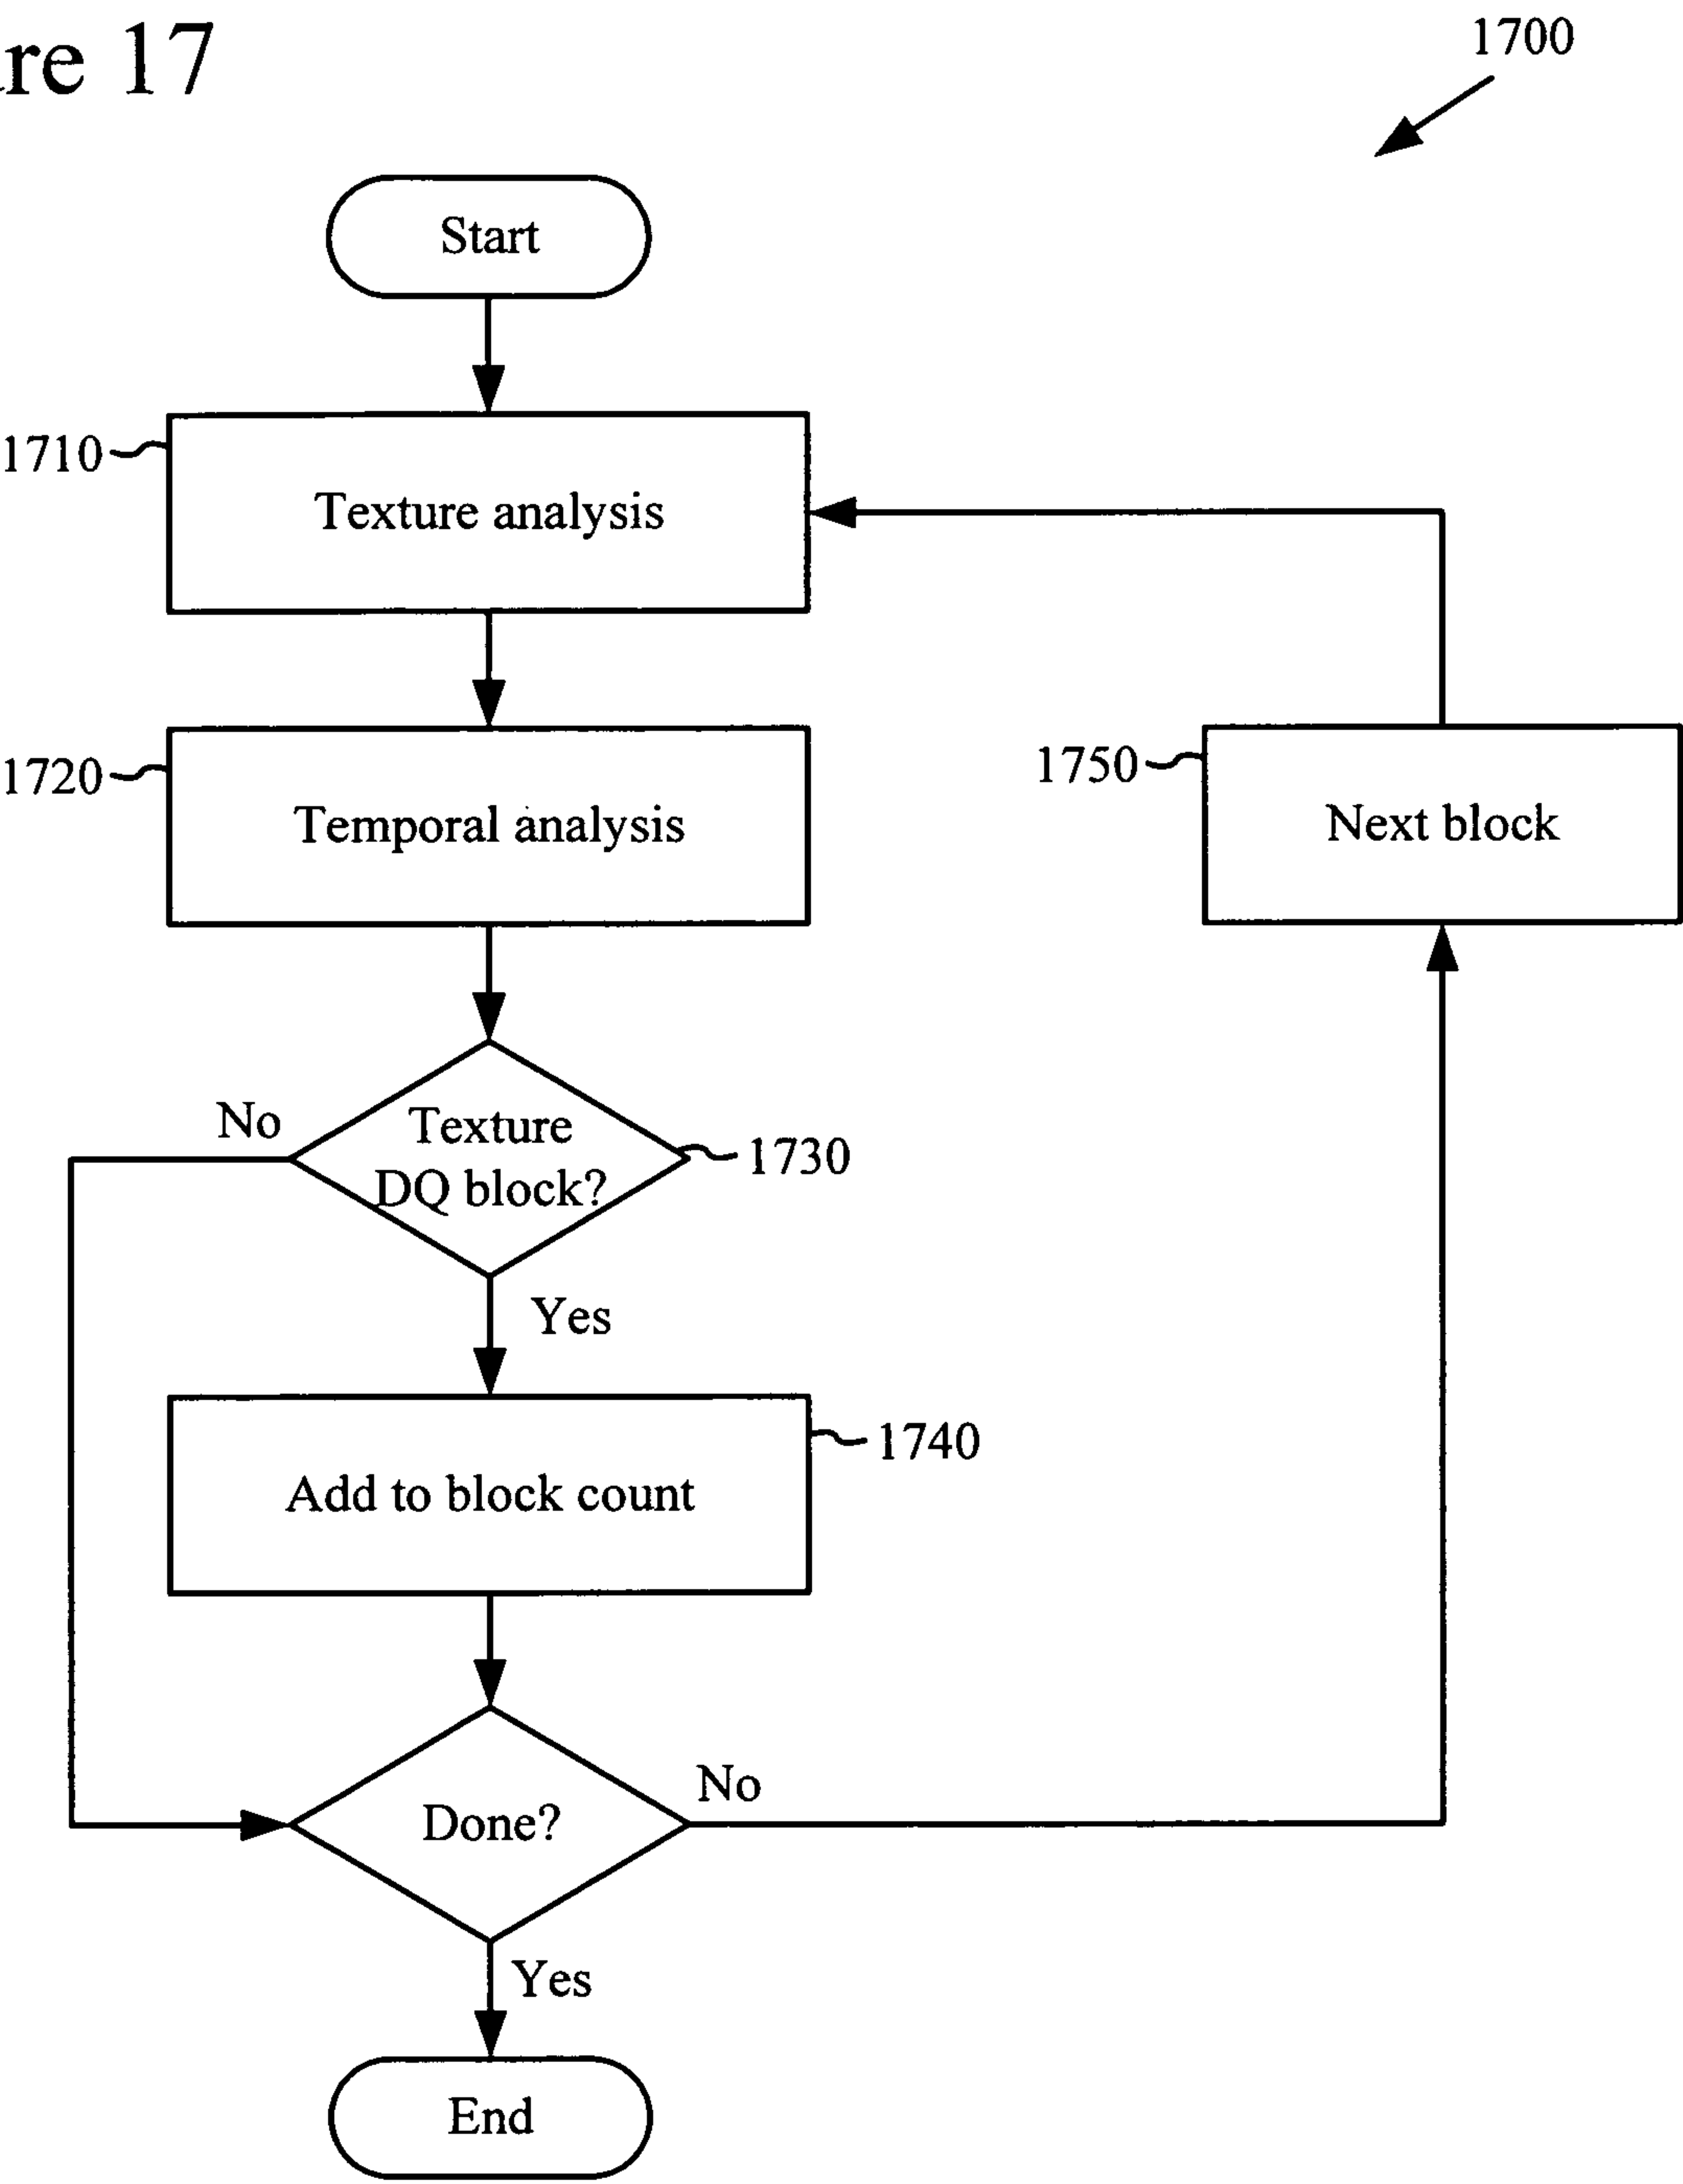 re 17
1700
Start
1710
Texture analysis
1720
Temporal analysis
1750
Next block
No
Texture
DQ block?
1730
Yes
1740
Add to block count
No
Done?
Yes
End